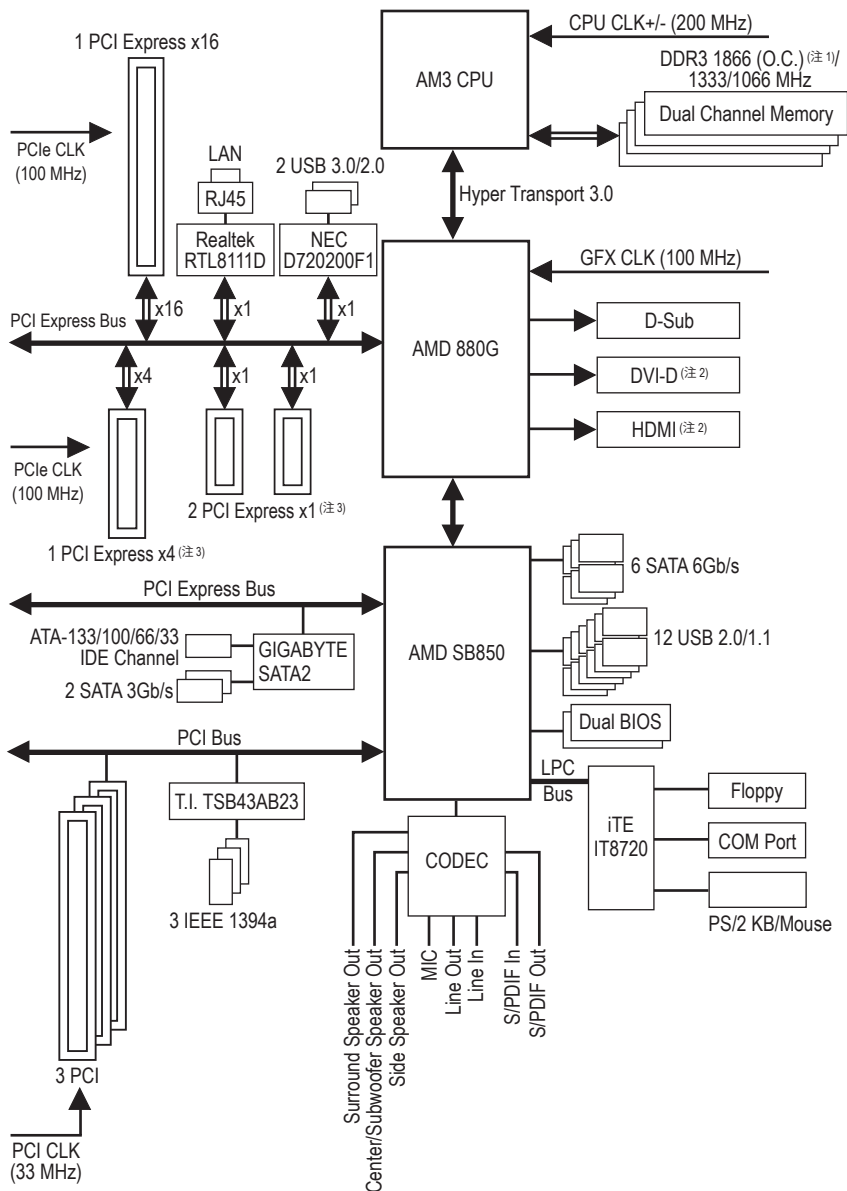 1 PCI Express x16
PCIe CLK
(100 MHz)
LAN
RJ45
Realtek
RTL8111D
2 USB 3.0/2.0
NEC
D720200F1
AM3 CPU
CPU CLK+/- (200 MHz)
DDR3 1866 (O.C.) (注 1)/
1333/1066 MHz
Dual Channel Memory
Hyper Transport 3.0
x16
x1
x1
PCI Express Bus
x4
x1
x1
AMD 880G
GFX CLK (100 MHz)
D-Sub
DVI-D (注 2)
HDMI (注 2)
PCIe CLK
(100 MHz)
2 PCI Express x1 (注 3)
1 PCI Express x4 (注 3)
PCI Express Bus
ATA-133/100/66/33
IDE Channel
2 SATA 3Gb/s
GIGABYTE
SATA2
AMD SB850
6 SATA 6Gb/s
12 USB 2.0/1.1
Dual BIOS
PCI Bus
T.I. TSB43AB23
3 IEEE 1394a
LPC
Bus
iTE
IT8720
Floppy
COM Port
PS/2 KB/Mouse
CODEC
Surround Speaker Out
Center/Subwoofer Speaker Out
Side Speaker Out
MIC
Line Out
Line In
S/PDIF In
S/PDIF Out
3 PCI
PCI CLK
(33 MHz)